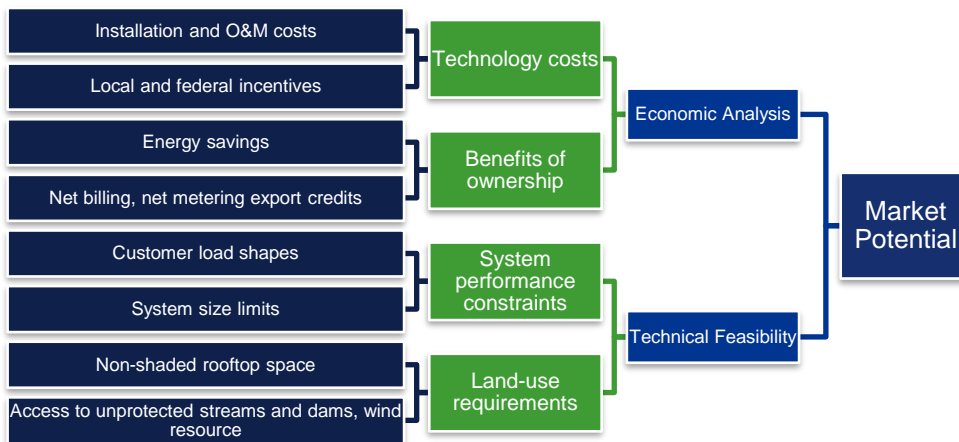 Installation and O&M costs
Local and federal incentives
Energy savings
Net billing, net metering export credits
Customer load shapes
System size limits
Non-shaded rooftop space
Access to unprotected streams and dams, wind
resource
Technology costs
Benefits of
ownership
System
performance
constraints
Land-use
requirements
Economic Analysis
Technical Feasibility
Market
Potential